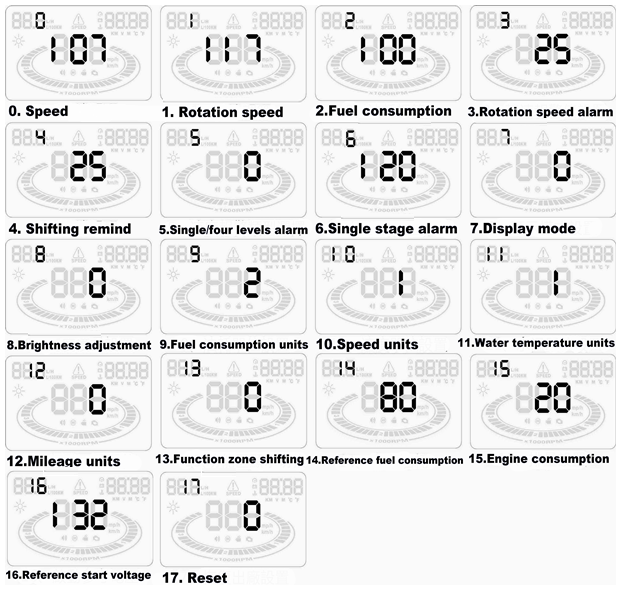 0
107
0. Speed
1
117
1. Rotation speed
2
100
2.Fuel consumption
3
25
3.Rotation speed alarm
4
25
4. Shifting remind
5
0
5.Single/four levels alarm
6
120
6.Single stage alarm
7
0
7.Display mode
8
0
8.Brightness adjustment
9
2
9.Fuel consumption units
10
1
10.Speed units
11
1
11.Water temperature units
12
0
12.Mileage units
13
0
13.Function zone shifting
14
80
14.Reference fuel consumption
15
20
15.Engine consumption
16
132
16.Reference start voltage
17
0
17. Reset